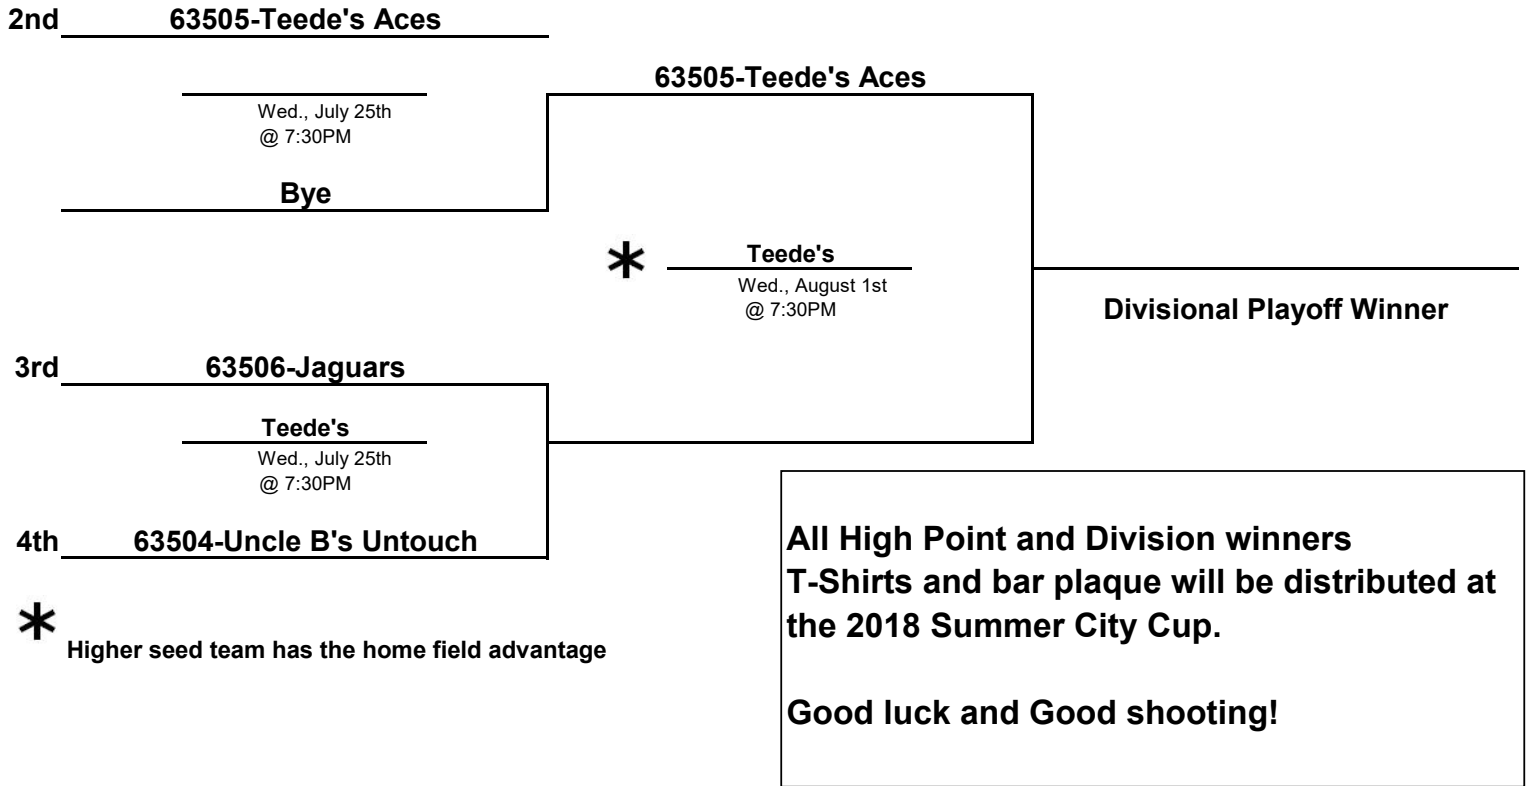 2nd 63505-Teede's Aces
63505-Teede's Aces
Wed., July 25th
@ 7:30PM
Bye
* Teede's
Wed., August 1st
@ 7:30PM
Divisional Playoff Winner
3rd 63506-Jaguars
Teede's
Wed., July 25th
@ 7:30PM
4th 63504-Uncle B's Untouch
*
Higher seed team has the home field advantage
All High Point and Division winners
T-Shirts and bar plaque will be distributed at
the 2018 Summer City Cup.
Good luck and Good shooting!